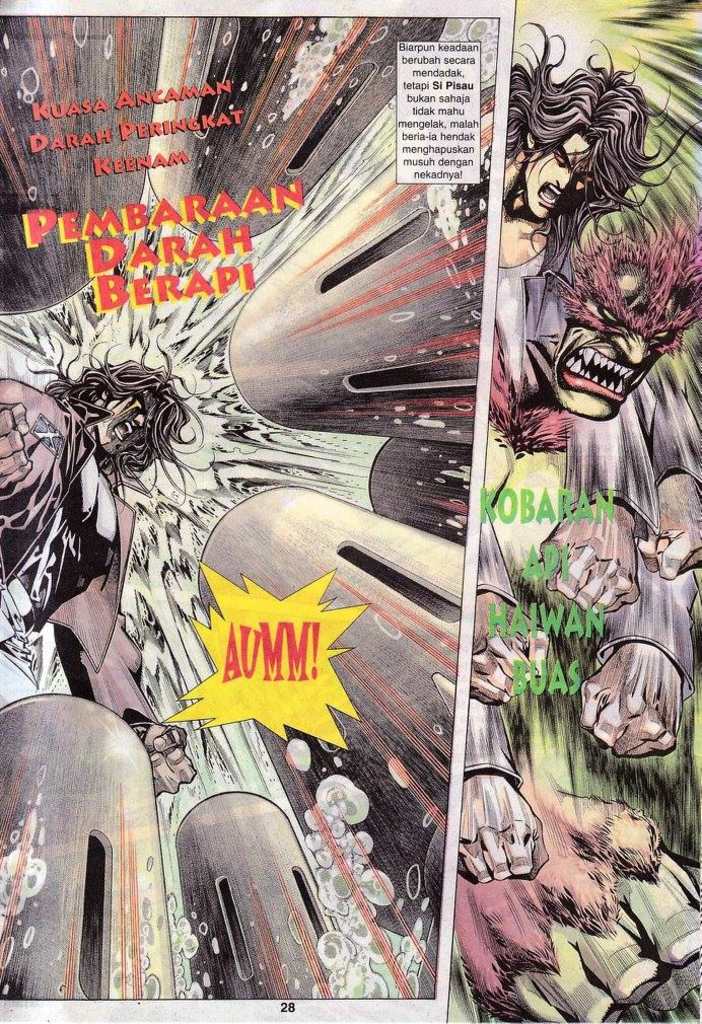 KUASA ANCAMAN
DARAH PERINGKAT
KEENAM
PEMBARAAN
DARAH
BERAPI
Biarpun keadaan
berubah secara
mendadak,
tetapi Si Pisau
bukan sahaja
tidak mahu
mengelak, malah
beria-ia hendak
menghapuskan
musuh dengan
nekadnya!
AUMM!
KOBARAN
API
HAIWAN
BUAS
28